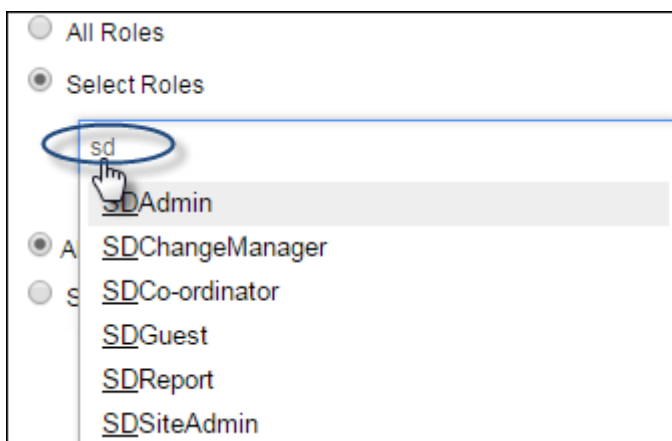 All Roles
Select Roles
sd
SDAdmin
SDChangeManager
SDCo-ordinator
SDGuest
SDReport
SDSiteAdmin